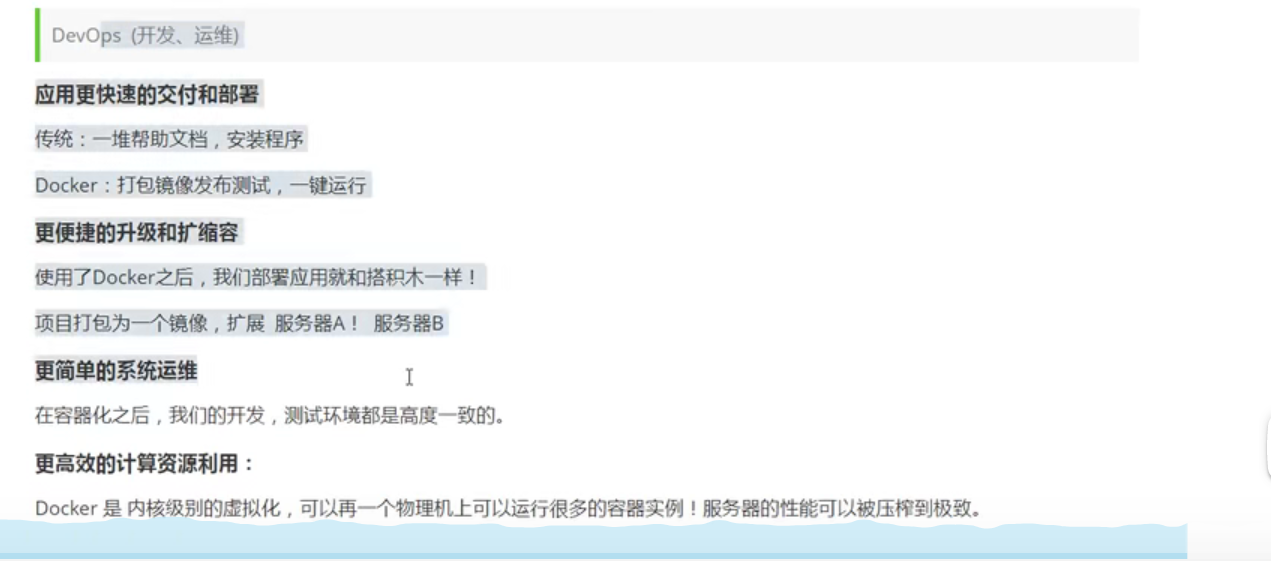 DevOps (开发、运维)
应用更快速的交付和部署
传统：一堆帮助文档，安装程序
Docker：打包镜像发布测试，一键运行
更便捷的升级和扩缩容
使用了Docker之后，我们部署应用就和搭积木一样！
项目打包为一个镜像，扩展 服务器A！ 服务器B
更简单的系统运维
在容器化之后，我们的开发，测试环境都是高度一致的。
更高效的计算资源利用：
Docker 是 内核级别的虚拟化，可以再一个物理机上可以运行很多的容器实例！服务器的性能可以被压榨到极致。